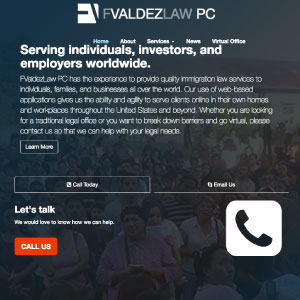 FVALDEZLAW PC
Home About Services News Virtual Office
Serving individuals, investors, and
employers worldwide.
FValdezLaw PC has the experience to provide quality immigration law services to
individuals, families, and businesses all over the world. Our use of web-based
applications gives us the ability and agility to serve clients online in their own homes
and workplaces throughout the United States and beyond. Whether you are looking
for a traditional legal office or you want to break down barriers and go virtual, please
contact us so that we can help with your legal needs.
Learn More
Call Today
Email Us
Let's talk
We would love to know how we can help.
CALL US